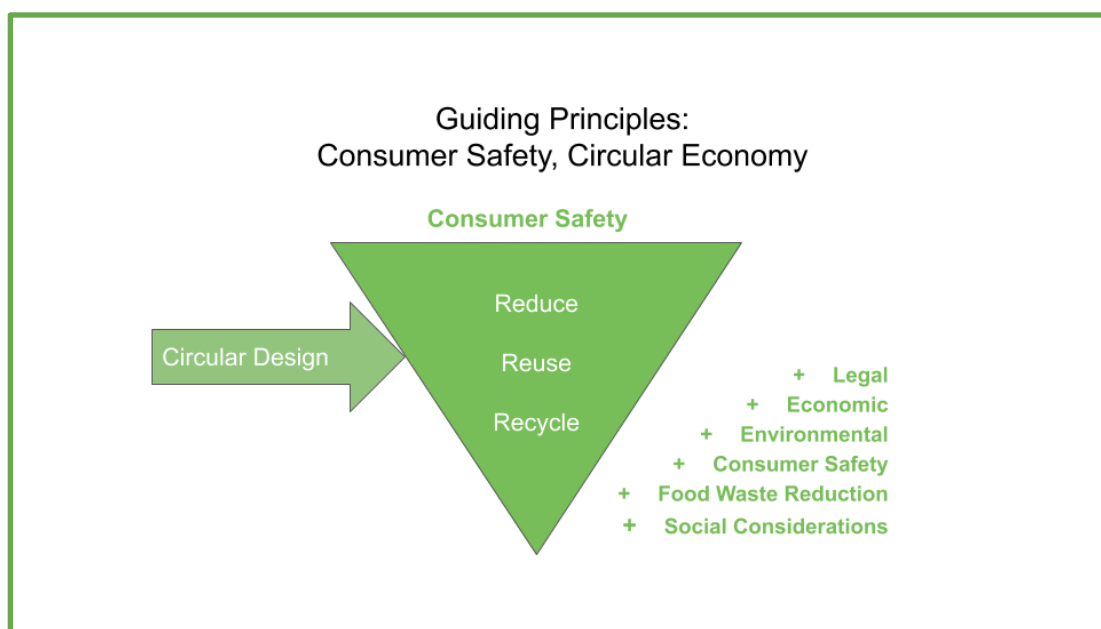 Guiding Principles:
Consumer Safety, Circular Economy
Consumer Safety
Reduce
Circular Design
Reuse
Recycle
+ Legal
+ Economic
+ Environmental
+ Consumer Safety
+ Food Waste Reduction
+ Social Considerations